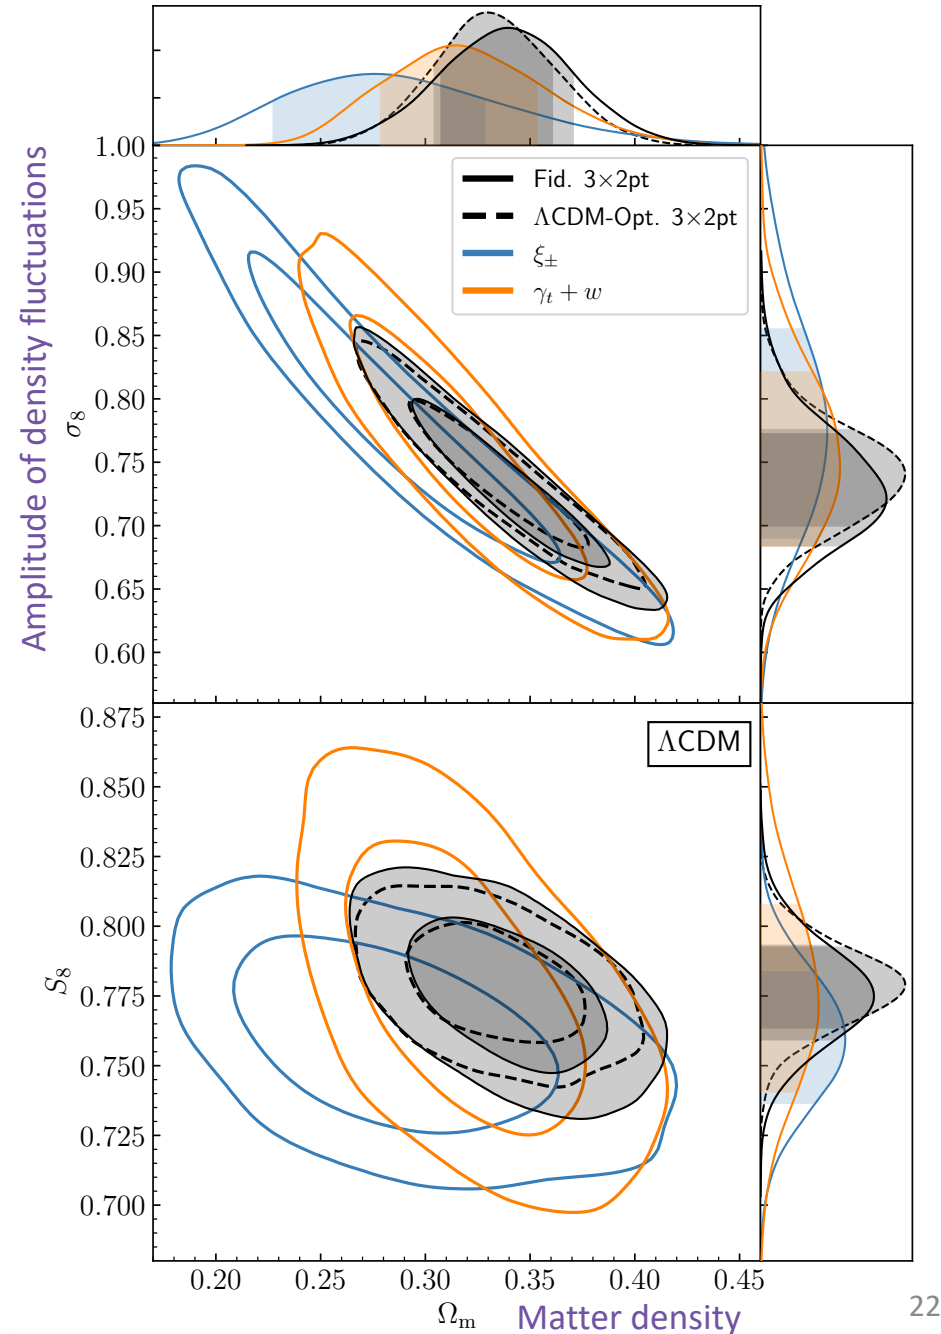 Amplitude of density fluctuations
σ₈
1.00
0.95
0.90
0.85
0.80
0.75
0.70
0.65
0.60
Fid. 3×2pt
ΛCDM-Opt. 3×2pt
ξ±
γₜ + w
S₈
0.875
0.850
0.825
0.800
0.775
0.750
0.725
0.700
ΛCDM
0.20 0.25 0.30 0.35 0.40 0.45
Ωₘ Matter density
22